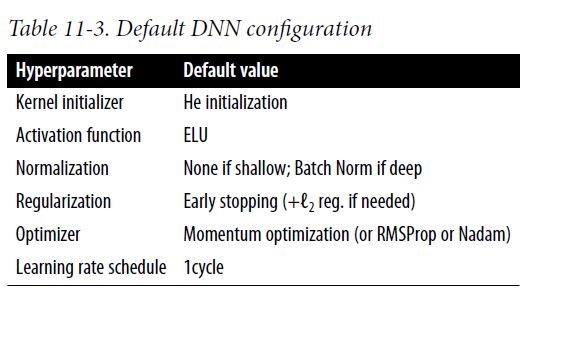 Table 11-3. Default DNN configuration
Hyperparameter Default value
Kernel initializer He initialization
Activation function ELU
Normalization None if shallow; Batch Norm if deep
Regularization Early stopping (+ℓ₂ reg. if needed)
Optimizer Momentum optimization (or RMSProp or Nadam)
Learning rate schedule 1cycle